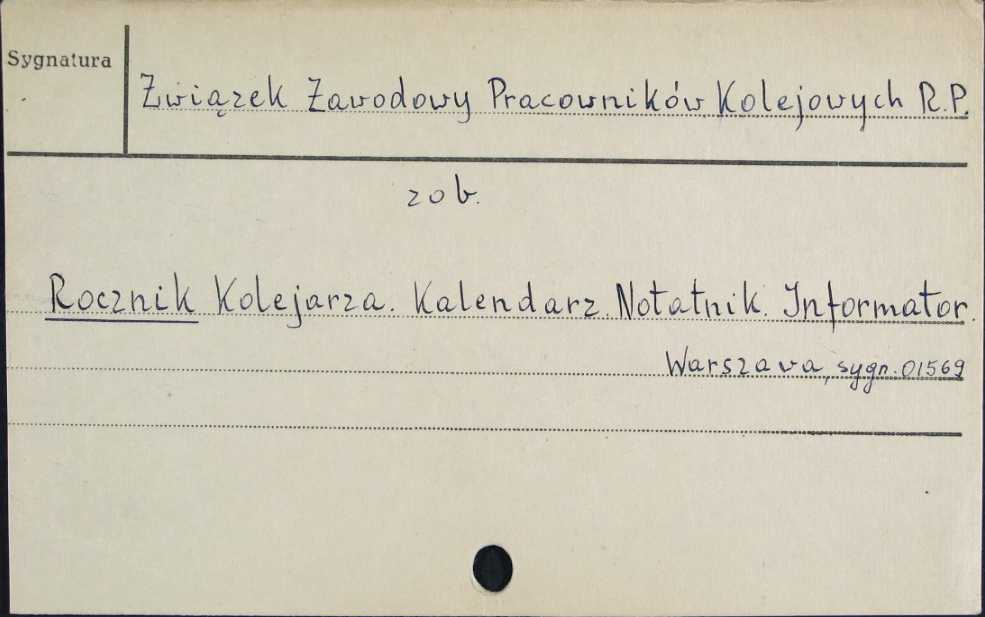 Sygnatura
Związek Zawodowy Pracowników Kolejowych R.P.
zob.
Rocznik Kolejarza. Kalendarz. Notatnik. Informator.
Warszawa, sygn. 01569